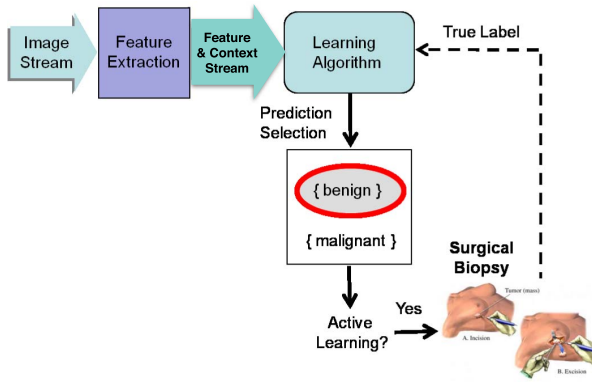 Image
Stream
Feature
Extraction
Feature
& Context
Stream
Learning
Algorithm
True Label
Prediction
Selection
{ benign }
{ malignant }
Active
Learning?
Yes
Surgical
Biopsy
Tumor (mass)
A. Incision
B. Excision